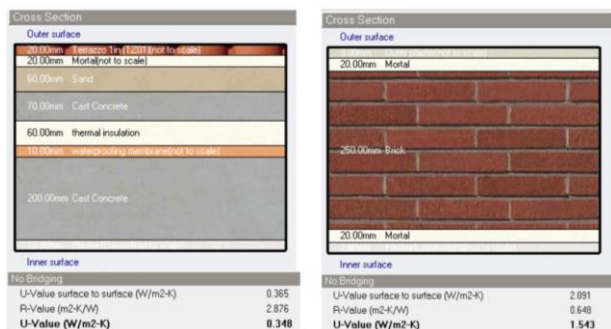 Cross Section
Outer surface
20.00mm Terrazzo 1in(TZ01)(not to scale)
20.00mm Mortal(not to scale)
60.00mm Sand
70.00mm Cast Concrete
60.00mm thermal insulation
10.00mm waterproofing membrane(not to scale)
200.00mm Cast Concrete
Inner surface
No Bridging
U-Value surface to surface (W/m2-K) 0.365
R-Value (m2-K/W) 2.876
U-Value (W/m2-K) 0.348
Cross Section
Outer surface
20.00mm Mortal
250.00mm Brick
20.00mm Mortal
Inner surface
No Bridging
U-Value surface to surface (W/m2-K) 2.091
R-Value (m2-K/W) 0.648
U-Value (W/m2-K) 1.543